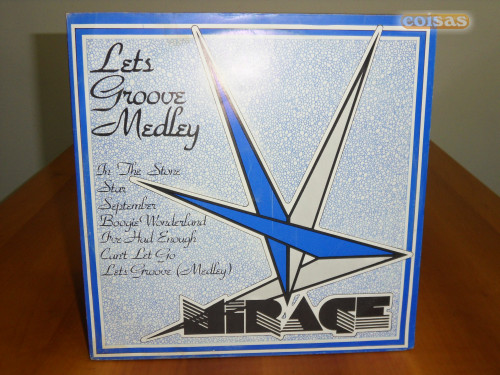 coisas
Lets
Groove
Medley
In The Stone
Star
September
Boogie Wonderland
I've Had Enough
Can't Let Go
Lets Groove (Medley)
MIRAGE